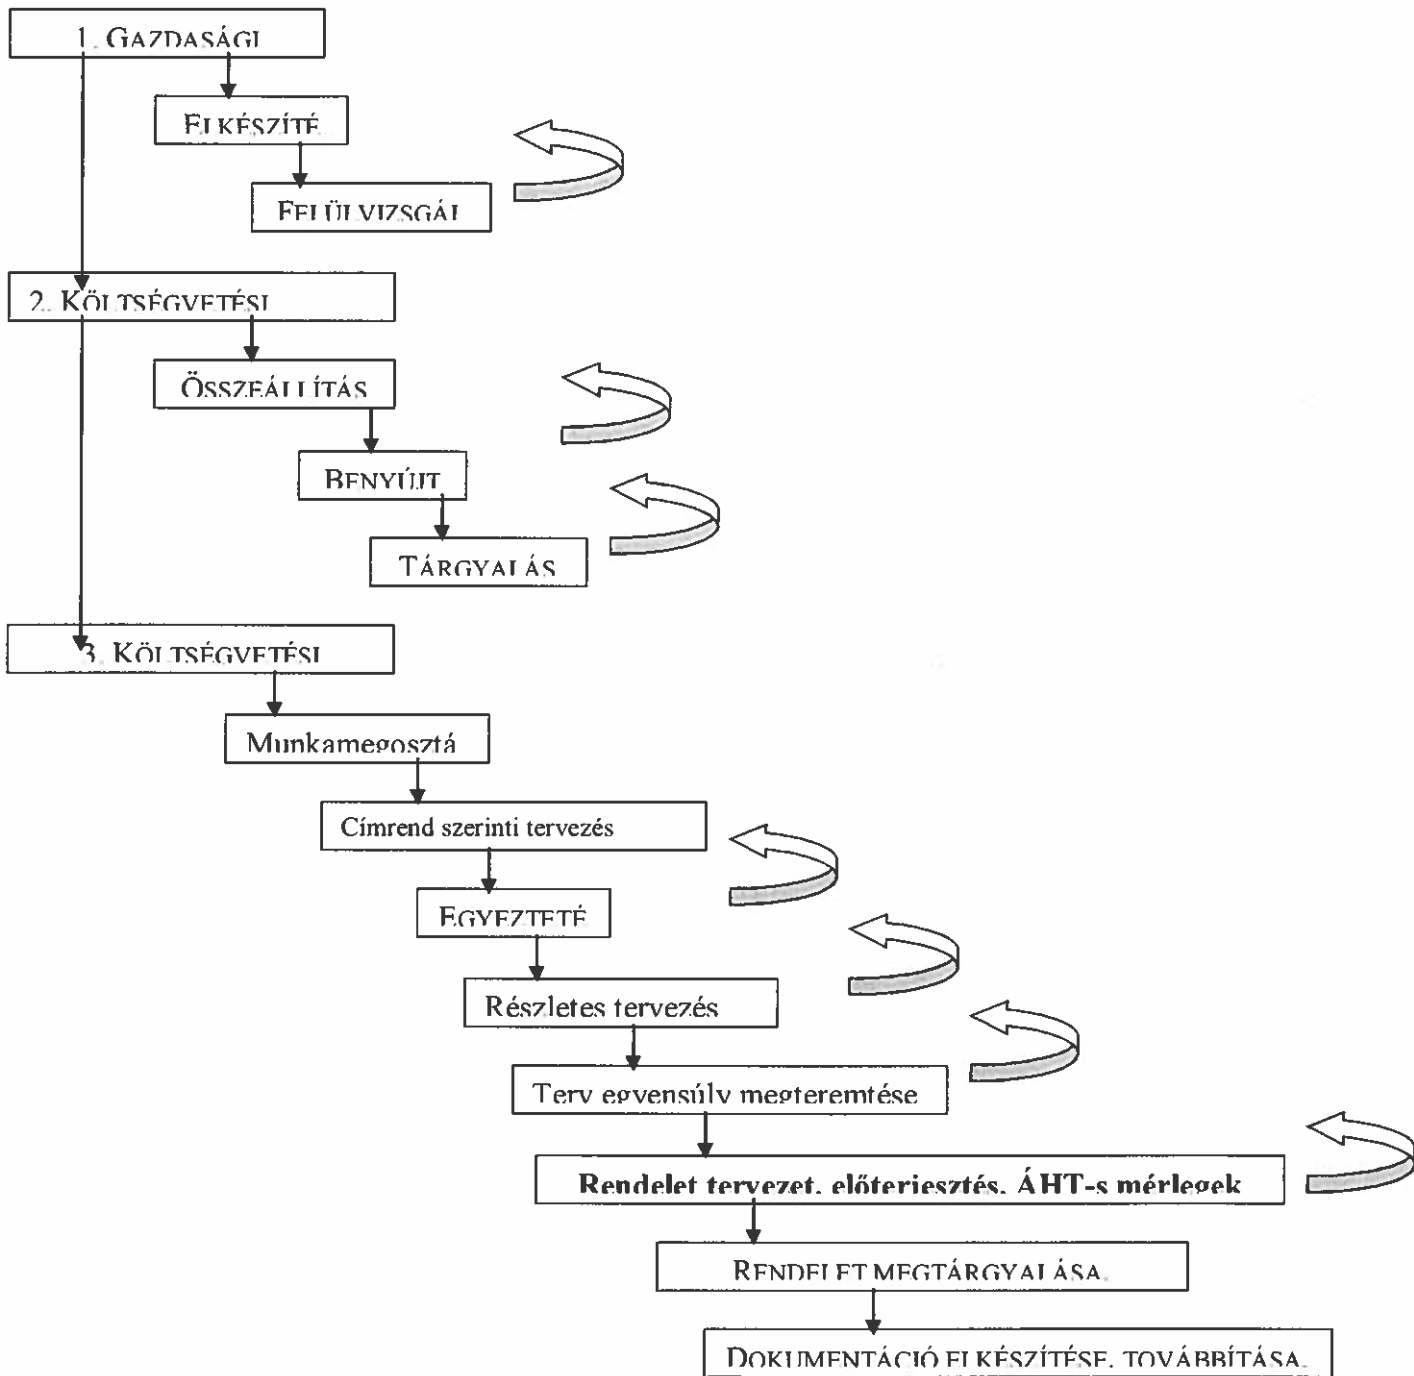 1. GAZDASÁGI
ELKÉSZÍTÉ
FELÜLVIZSGÁL
2. KÖLTSÉGVETÉSI
ÖSSZEÁLLÍTÁS
BENYÚJT
TÁRGYALÁS
3. KÖLTSÉGVETÉSI
Munkamegosztá
Címrend szerinti tervezés
EGYEZTETÉ
Részletes tervezés
Terv egyensúly megteremtése
Rendelet tervezet, előterjesztés, ÁHT-s mérlegek
RENDELET MEGTÁRGYALÁSA,
DOKUMENTÁCIÓ ELKÉSZÍTÉSE, TOVÁBBÍTÁSA,